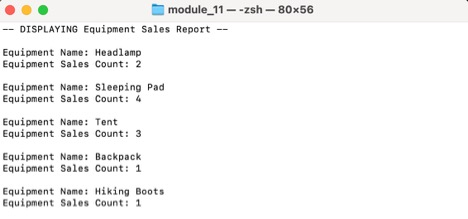 module_11 — -zsh — 80×56
-- DISPLAYING Equipment Sales Report --
Equipment Name: Headlamp
Equipment Sales Count: 2
Equipment Name: Sleeping Pad
Equipment Sales Count: 4
Equipment Name: Tent
Equipment Sales Count: 3
Equipment Name: Backpack
Equipment Sales Count: 1
Equipment Name: Hiking Boots
Equipment Sales Count: 1